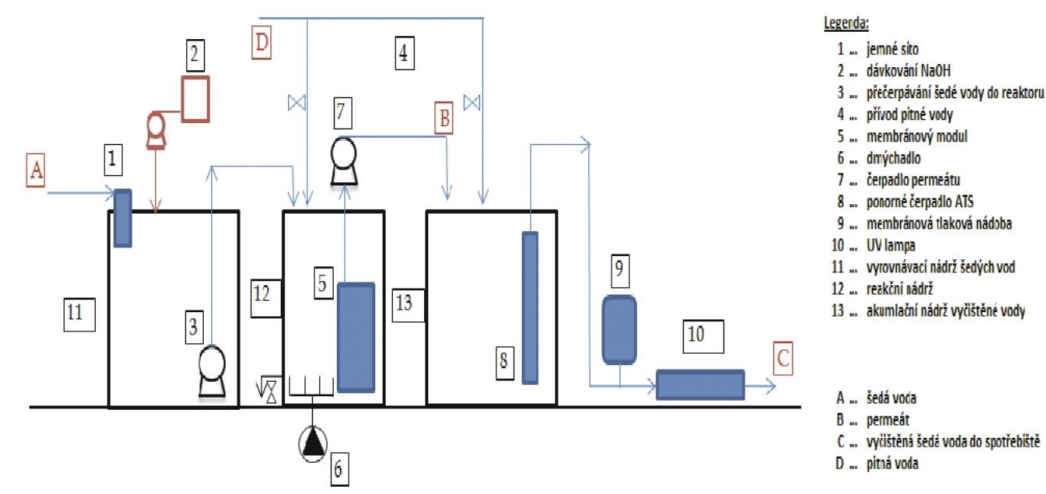 D
2
4
7
B
1
A
11
3
12
5
13
8
9
10
C
6
Legenda:
1 ... jemné síto
2 ... dávkování NaOH
3 ... přečerpávání šedé vody do reaktoru
4 ... přívod pitné vody
5 ... membránový modul
6 ... dmýchadlo
7 ... čerpadlo permeátu
8 ... ponorné čerpadlo ATS
9 ... membránová tlaková nádoba
10 ... UV lampa
11 ... vyrovnávací nádrž šedých vod
12 ... reakční nádrž
13 ... akumlační nádrž vyčištěné vody
A ... šedá voda
B ... permeát
C ... vyčištěná šedá voda do spotřebiště
D ... pitná voda